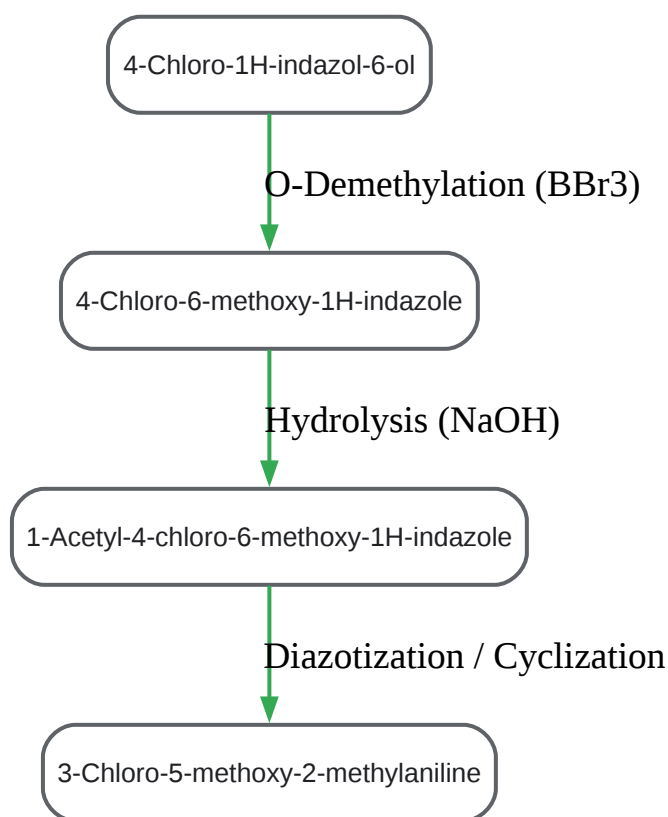 4-Chloro-1H-indazol-6-ol
O-Demethylation (BBr3)
4-Chloro-6-methoxy-1H-indazole
Hydrolysis (NaOH)
1-Acetyl-4-chloro-6-methoxy-1H-indazole
Diazotization / Cyclization
3-Chloro-5-methoxy-2-methylaniline